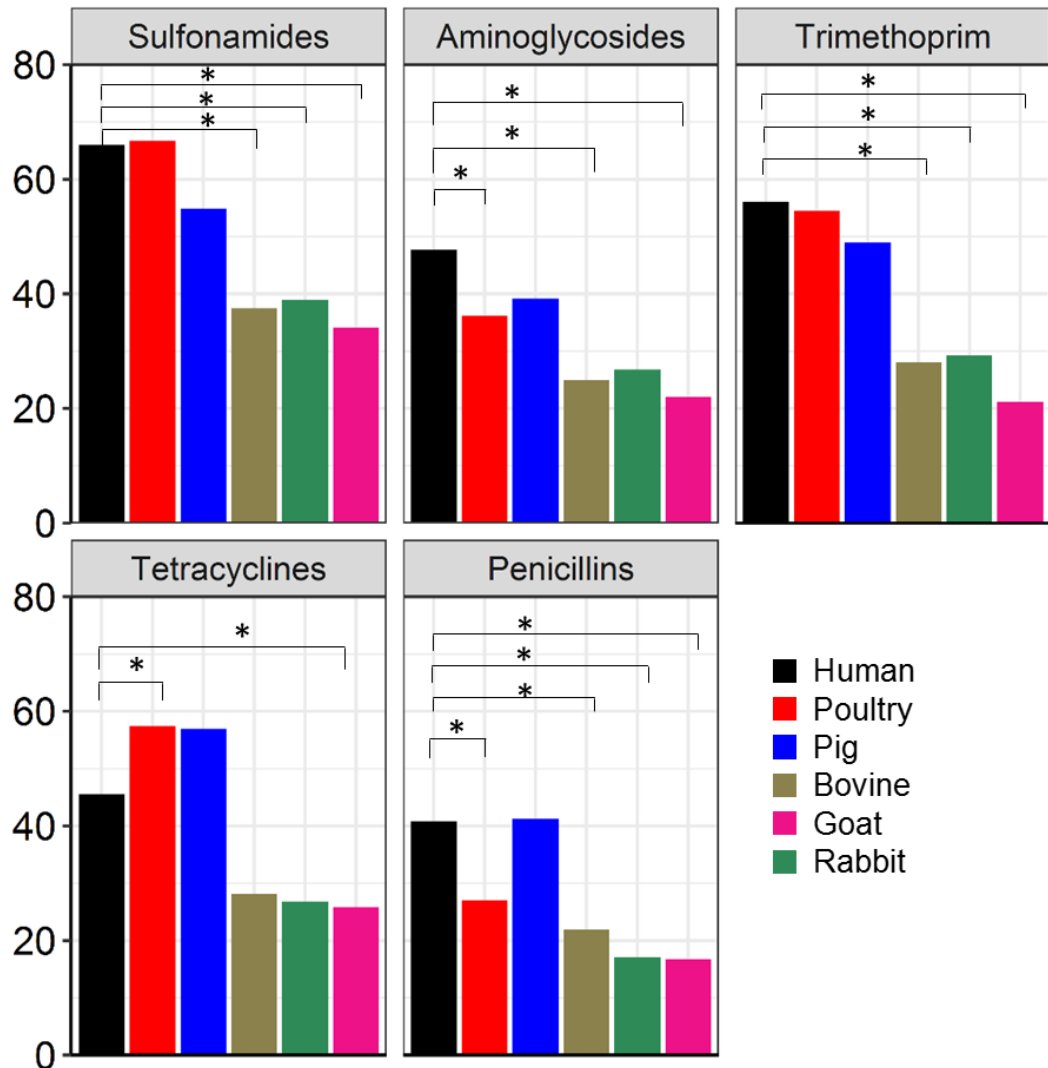 Sulfonamides
Aminoglycosides
Trimethoprim
80
60
40
20
0
*
*
*
*
*
*
*
*
*
Tetracyclines
Penicillins
80
60
40
20
0
*
*
*
*
*
*
Human
Poultry
Pig
Bovine
Goat
Rabbit